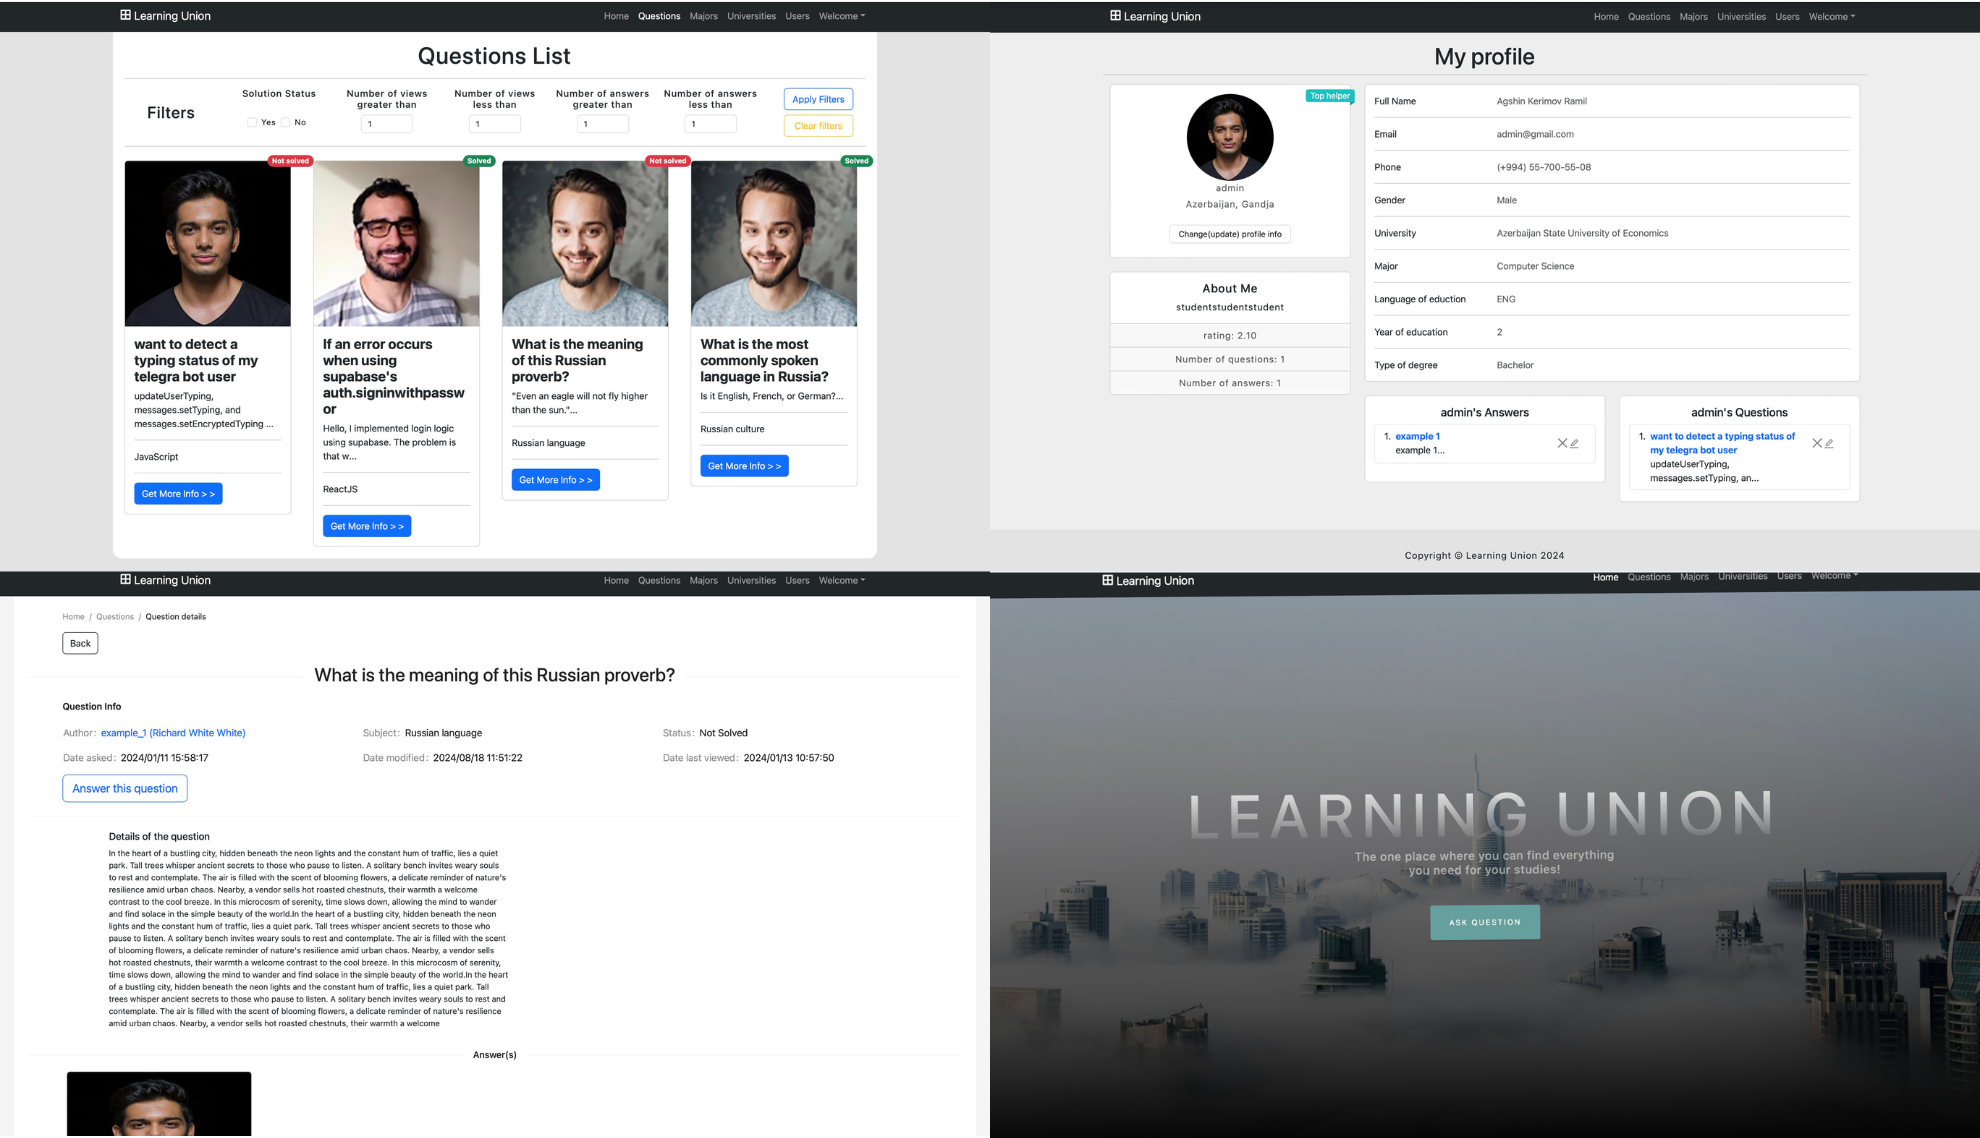 Learning Union
Home Questions Majors Universities Users Welcome
Questions List
Filters
Solution Status
Yes No
Number of views
greater than
1
Number of views
less than
1
Number of answers
greater than
1
Number of answers
less than
1
Apply Filters
Clear filters
Not solved
want to detect a
typing status of my
telegra bot user
updateUserTyping,
messages.setTyping, and
messages.setEncryptedTyping ...
JavaScript
Get More Info > >
Solved
If an error occurs
when using
supabase's
auth.signinwithpassw
or
Hello, I implemented login logic
using supabase. The problem is
that w...
ReactJS
Get More Info > >
Not solved
What is the meaning
of this Russian
proverb?
"Even an eagle will not fly higher
than the sun."...
Russian language
Get More Info > >
Solved
What is the most
commonly spoken
language in Russia?
Is it English, French, or German?...
Russian culture
Get More Info > >
Learning Union
Home Questions Majors Universities Users Welcome
My profile
Top helper
admin
Azerbaijan, Gandja
Change(update) profile info
About Me
studentstudentstudent
rating: 2.10
Number of questions: 1
Number of answers: 1
Full Name Agshin Kerimov Ramil
Email admin@gmail.com
Phone (+994) 55-700-55-08
Gender Male
University Azerbaijan State University of Economics
Major Computer Science
Language of eduction ENG
Year of education 2
Type of degree Bachelor
admin's Answers
1. example 1
example 1...
admin's Questions
1. want to detect a typing status of
my telegra bot user
updateUserTyping,
messages.setTyping, an...
Copyright © Learning Union 2024
Learning Union
Home Questions Majors Universities Users Welcome
Home / Questions / Question details
Back
What is the meaning of this Russian proverb?
Question Info
Author: example_1 (Richard White White) Subject: Russian language Status: Not Solved
Date asked: 2024/01/11 15:58:17 Date modified: 2024/08/18 11:51:22 Date last viewed: 2024/01/13 10:57:50
Answer this question
Details of the question
In the heart of a bustling city, hidden beneath the neon lights and the constant hum of traffic, lies a quiet
park. Tall trees whisper ancient secrets to those who pause to listen. A solitary bench invites weary souls
to rest and contemplate. The air is filled with the scent of blooming flowers, a delicate reminder of nature's
resilience amid urban chaos. Nearby, a vendor sells hot roasted chestnuts, their warmth a welcome
contrast to the cool breeze. In this microcosm of serenity, time slows down, allowing the mind to wander
and find solace in the simple beauty of the world.In the heart of a bustling city, hidden beneath the neon
lights and the constant hum of traffic, lies a quiet park. Tall trees whisper ancient secrets to those who
pause to listen. A solitary bench invites weary souls to rest and contemplate. The air is filled with the scent
of blooming flowers, a delicate reminder of nature's resilience amid urban chaos. Nearby, a vendor sells
hot roasted chestnuts, their warmth a welcome contrast to the cool breeze. In this microcosm of serenity,
time slows down, allowing the mind to wander and find solace in the simple beauty of the world.In the heart
of a bustling city, hidden beneath the neon lights and the constant hum of traffic, lies a quiet park. Tall
trees whisper ancient secrets to those who pause to listen. A solitary bench invites weary souls to rest and
contemplate. The air is filled with the scent of blooming flowers, a delicate reminder of nature's resilience
amid urban chaos. Nearby, a vendor sells hot roasted chestnuts, their warmth a welcome
Answer(s)
Learning Union
Home Questions Majors Universities Users Welcome
LEARNING UNION
The one place where you can find everything
you need for your studies!
ASK QUESTION